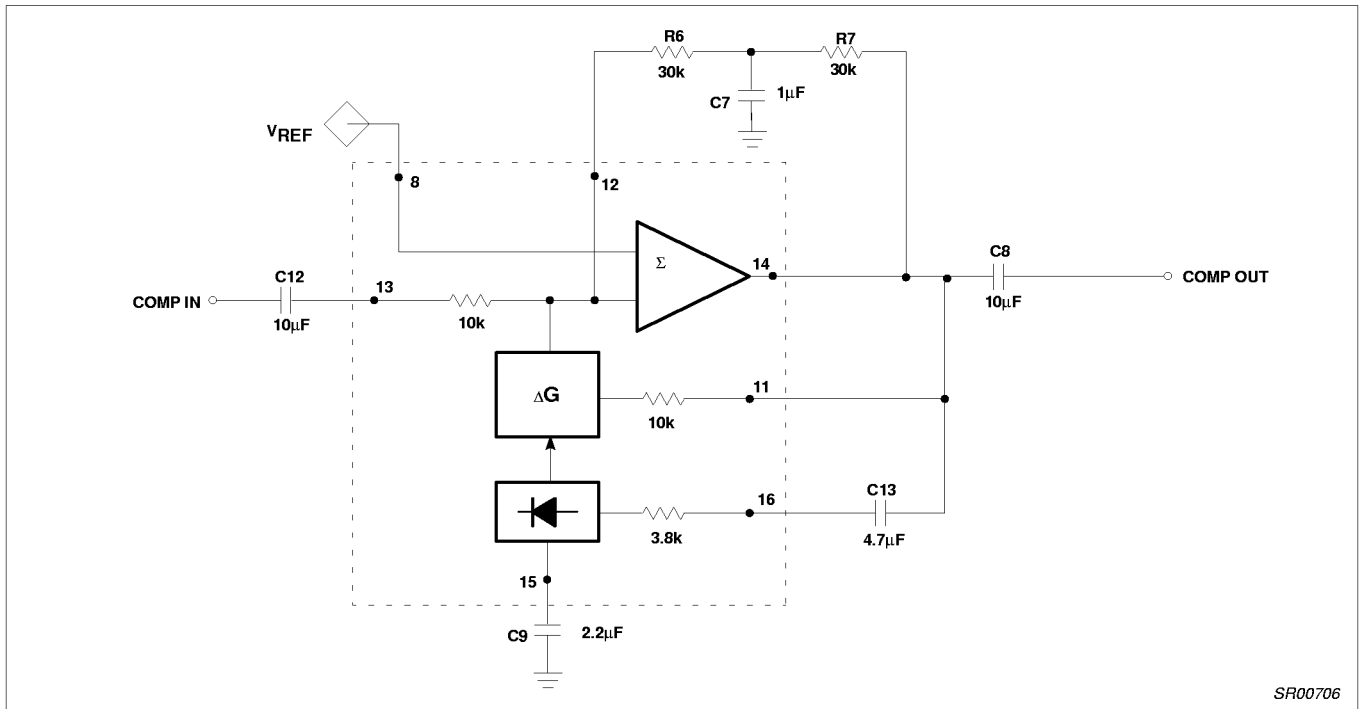 R6
30k
R7
30k
C7
1µF
VREF
8
12
C12
10µF
COMP IN
13
10k
Σ
14
C8
10µF
COMP OUT
ΔG
10k
11
3.8k
16
C13
4.7µF
15
C9
2.2µF
SR00706